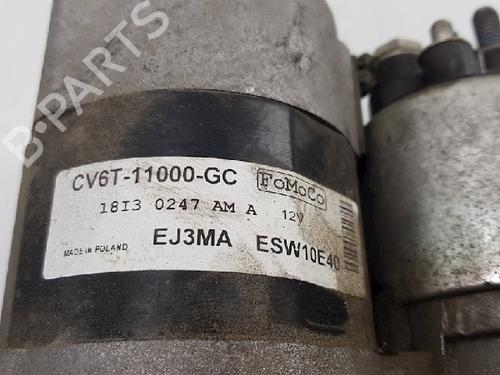 CV6T-11000-GC FoMoCo
18I3 0247 AM A 12V
MADE IN POLAND EJ3MA ESW10E40
B-PARTS